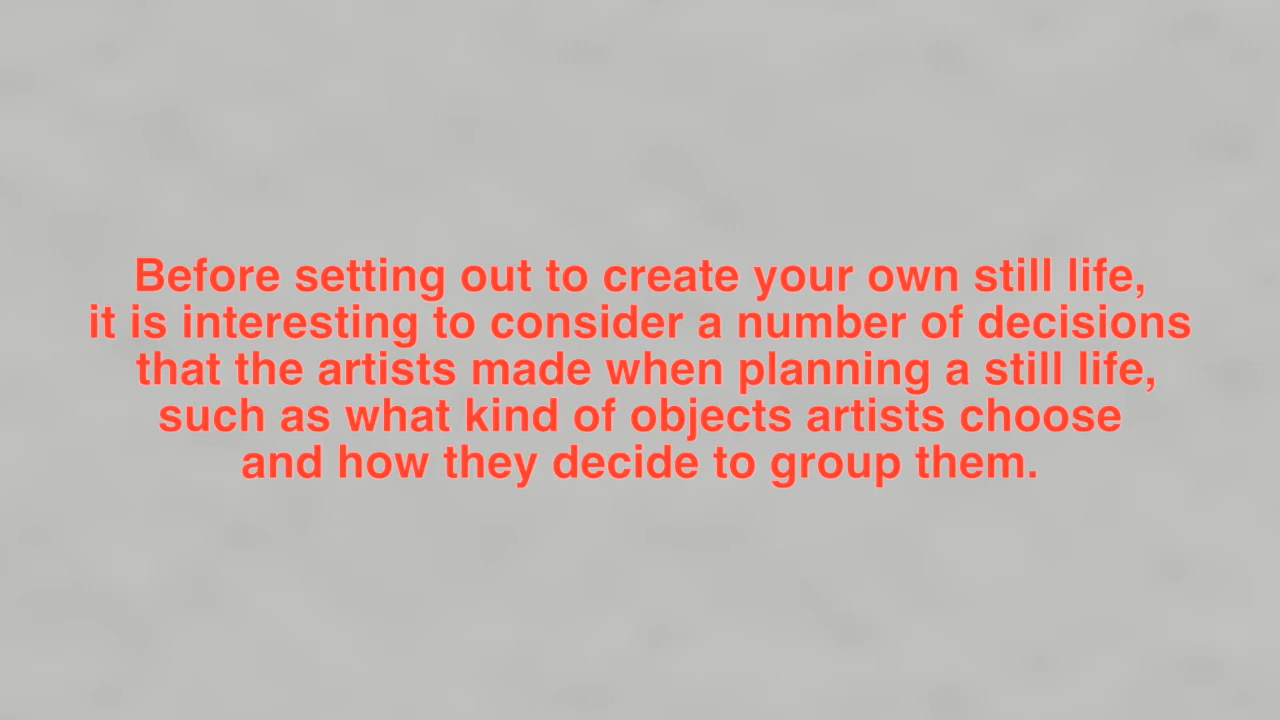 Before setting out to create your own still life,
it is interesting to consider a number of decisions
that the artists made when planning a still life,
such as what kind of objects artists choose
and how they decide to group them.